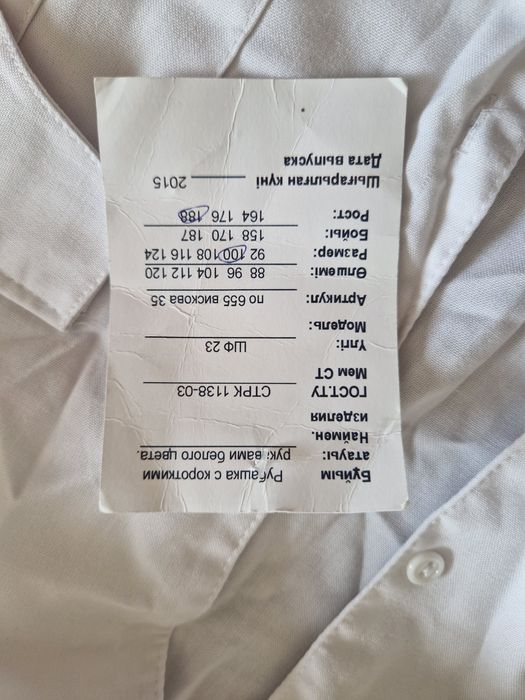 Бұйым Рубашка с короткими
атауы: рукавами белого цвета.
Наймен.
изделия
ГОСТ.ТУ СТРК 1138-03
Мем СТ
Үлгі: ШФ 23
Модель:
Артикул: по 655 вискова 35
Өлшемі: 88 96 104 112 120
Размер: 92 100 108 116 124
Бойы: 158 170 187
Рост: 164 176 188
Шығарылған күні 2015
Дата выпуска